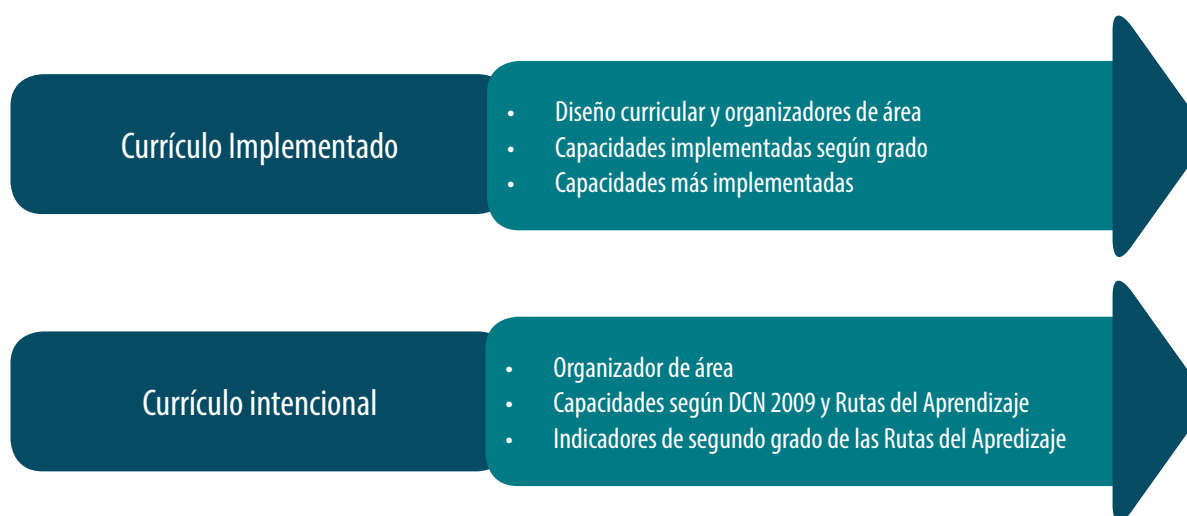 Currículo Implementado
• Diseño curricular y organizadores de área
• Capacidades implementadas según grado
• Capacidades más implementadas
Currículo intencional
• Organizador de área
• Capacidades según DCN 2009 y Rutas del Aprendizaje
• Indicadores de segundo grado de las Rutas del Apredizaje